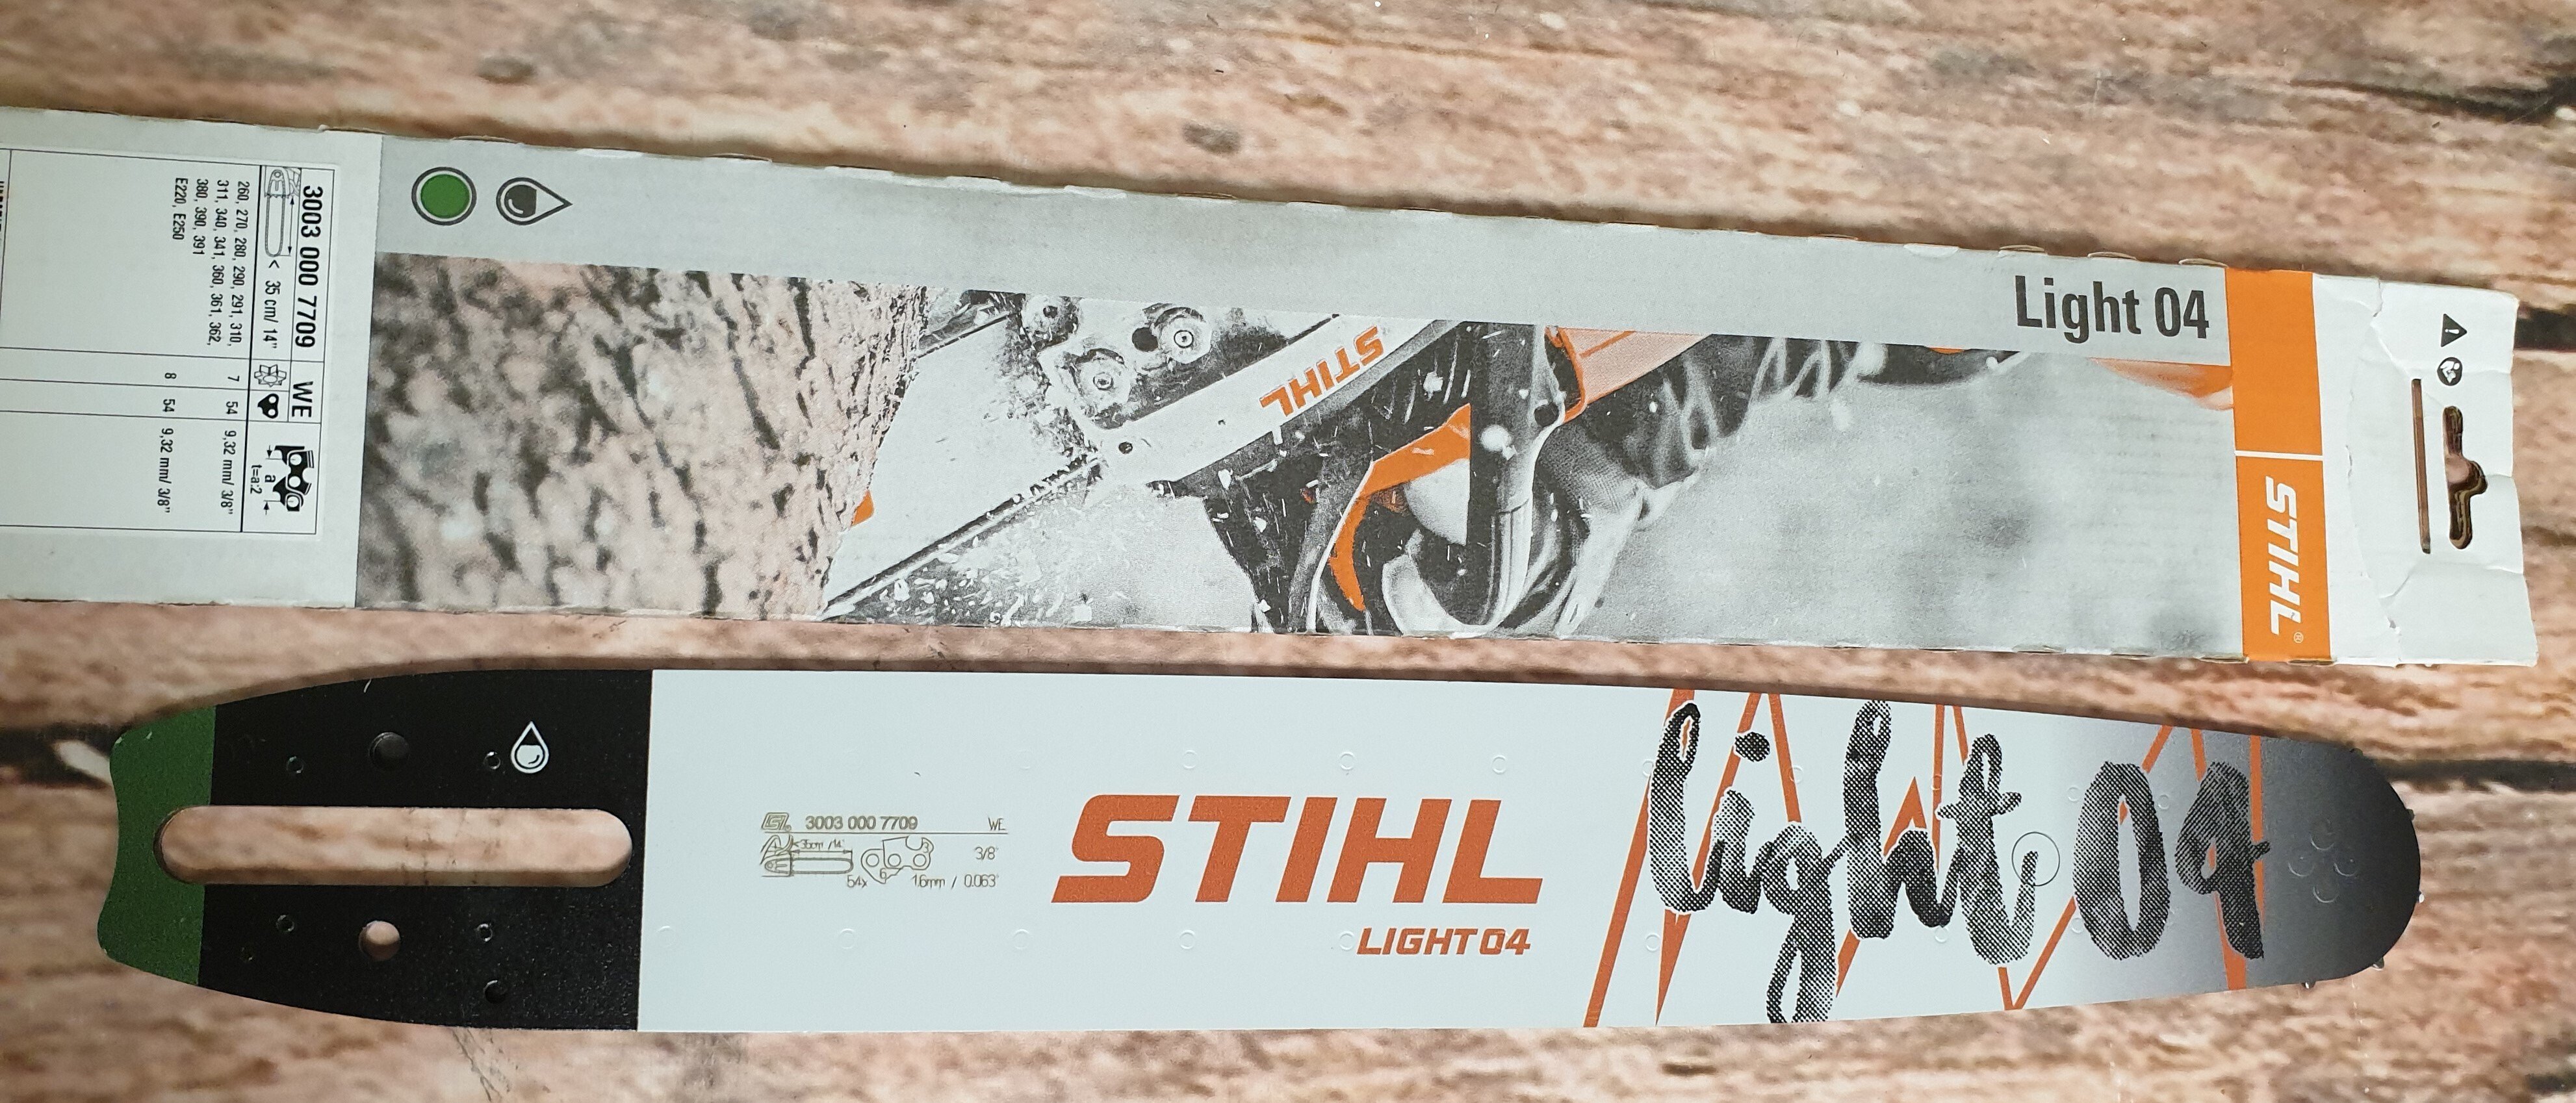 3003 000 7709 WE
< 35 cm/ 14"
t=a:2
a
260, 270, 280, 290, 291, 310, 7 54 9,32 mm/ 3/8"
311, 340, 341, 360, 361, 362,
380, 390, 391
E220, E250 8 54 9,32 mm/ 3/8"
Light 04
STIHL
STIHL®
3003 000 7709 WE
<35cm /14" 3/8"
54x 1.6mm / 0.063"
STIHL
LIGHT 04
light 04